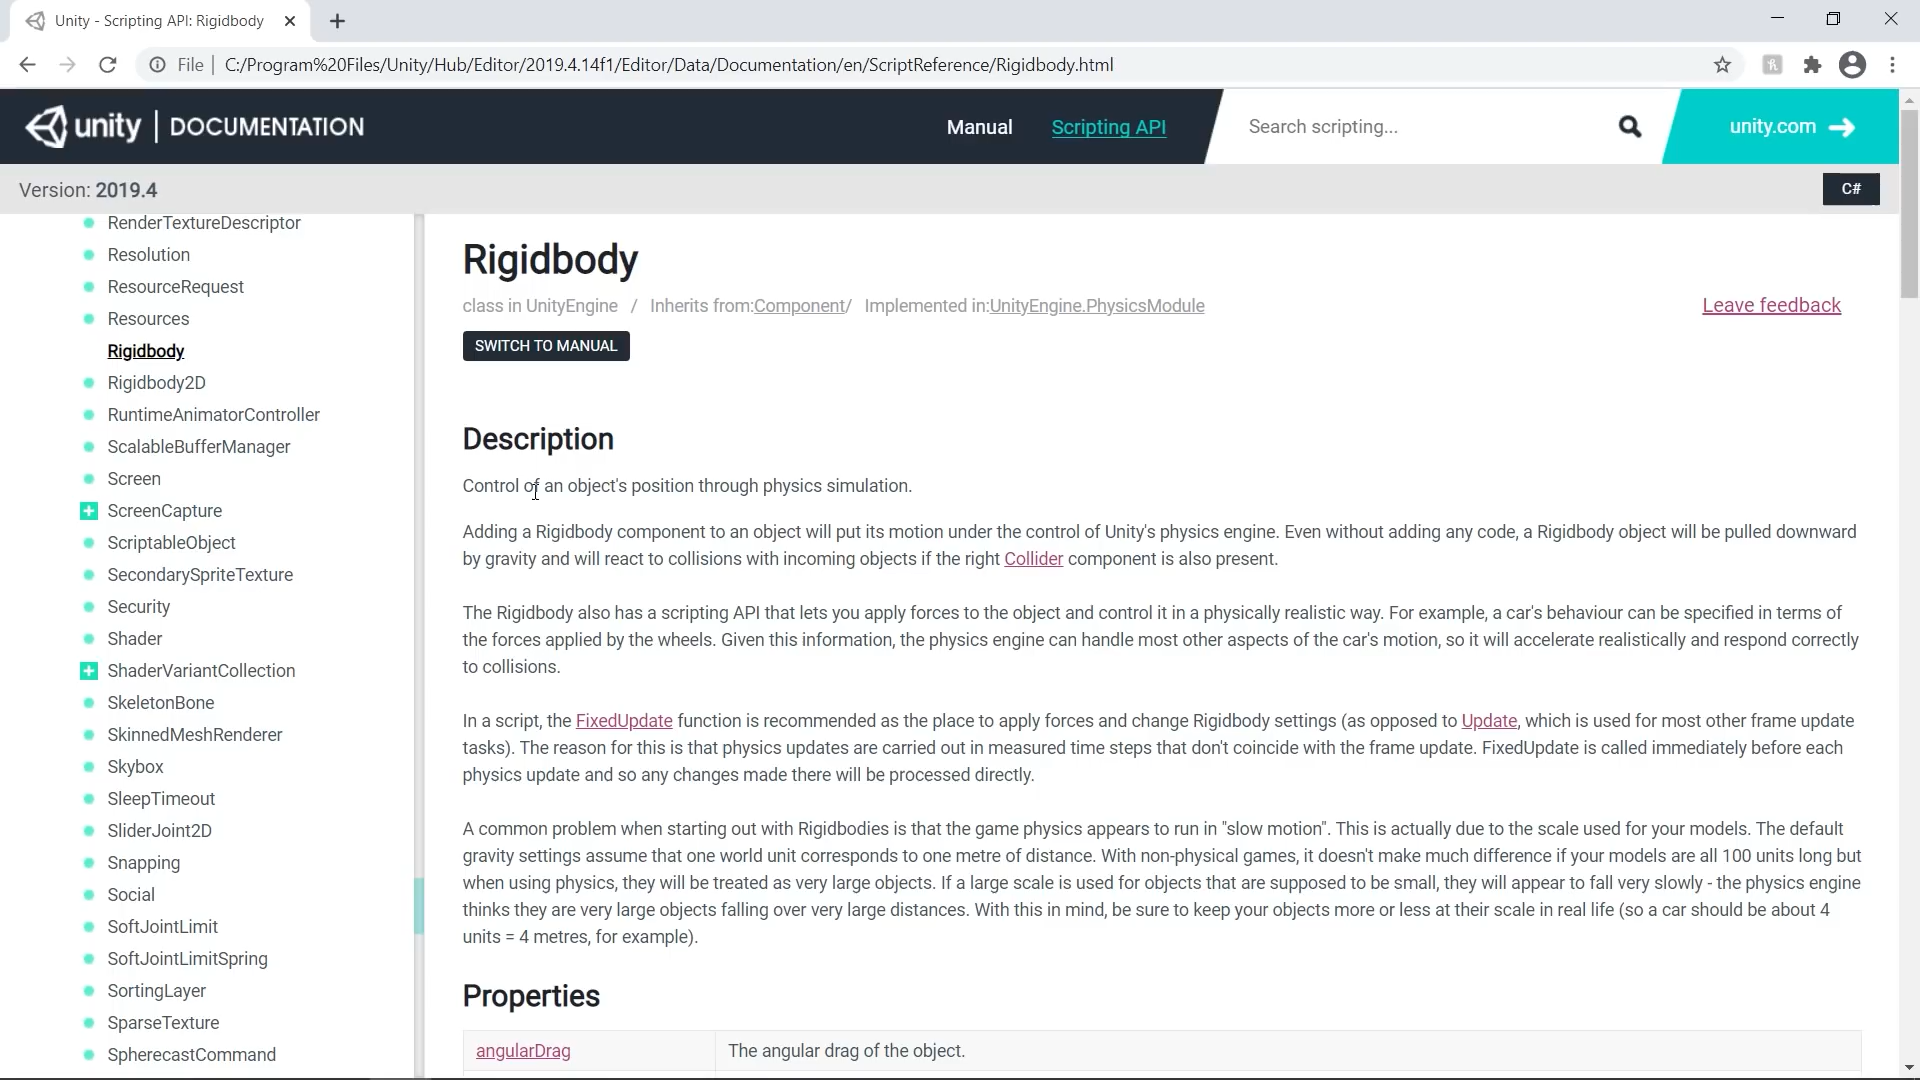 Unity - Scripting API: Rigidbody
File | C:/Program%20Files/Unity/Hub/Editor/2019.4.14f1/Editor/Data/Documentation/en/ScriptReference/Rigidbody.html
unity | DOCUMENTATION
Manual
Scripting API
Search scripting...
unity.com
Version: 2019.4
C#
RenderTextureDescriptor
Resolution
ResourceRequest
Resources
Rigidbody
Rigidbody2D
RuntimeAnimatorController
ScalableBufferManager
Screen
ScreenCapture
ScriptableObject
SecondarySpriteTexture
Security
Shader
ShaderVariantCollection
SkeletonBone
SkinnedMeshRenderer
Skybox
SleepTimeout
SliderJoint2D
Snapping
Social
SoftJointLimit
SoftJointLimitSpring
SortingLayer
SparseTexture
SpherecastCommand
Rigidbody
class in UnityEngine / Inherits from:Component/ Implemented in:UnityEngine.PhysicsModule
Leave feedback
SWITCH TO MANUAL
Description
Control of an object's position through physics simulation.
Adding a Rigidbody component to an object will put its motion under the control of Unity's physics engine. Even without adding any code, a Rigidbody object will be pulled downward
by gravity and will react to collisions with incoming objects if the right Collider component is also present.
The Rigidbody also has a scripting API that lets you apply forces to the object and control it in a physically realistic way. For example, a car's behaviour can be specified in terms of
the forces applied by the wheels. Given this information, the physics engine can handle most other aspects of the car's motion, so it will accelerate realistically and respond correctly
to collisions.
In a script, the FixedUpdate function is recommended as the place to apply forces and change Rigidbody settings (as opposed to Update, which is used for most other frame update
tasks). The reason for this is that physics updates are carried out in measured time steps that don't coincide with the frame update. FixedUpdate is called immediately before each
physics update and so any changes made there will be processed directly.
A common problem when starting out with Rigidbodies is that the game physics appears to run in "slow motion". This is actually due to the scale used for your models. The default
gravity settings assume that one world unit corresponds to one metre of distance. With non-physical games, it doesn't make much difference if your models are all 100 units long but
when using physics, they will be treated as very large objects. If a large scale is used for objects that are supposed to be small, they will appear to fall very slowly - the physics engine
thinks they are very large objects falling over very large distances. With this in mind, be sure to keep your objects more or less at their scale in real life (so a car should be about 4
units = 4 metres, for example).
Properties
angularDrag
The angular drag of the object.